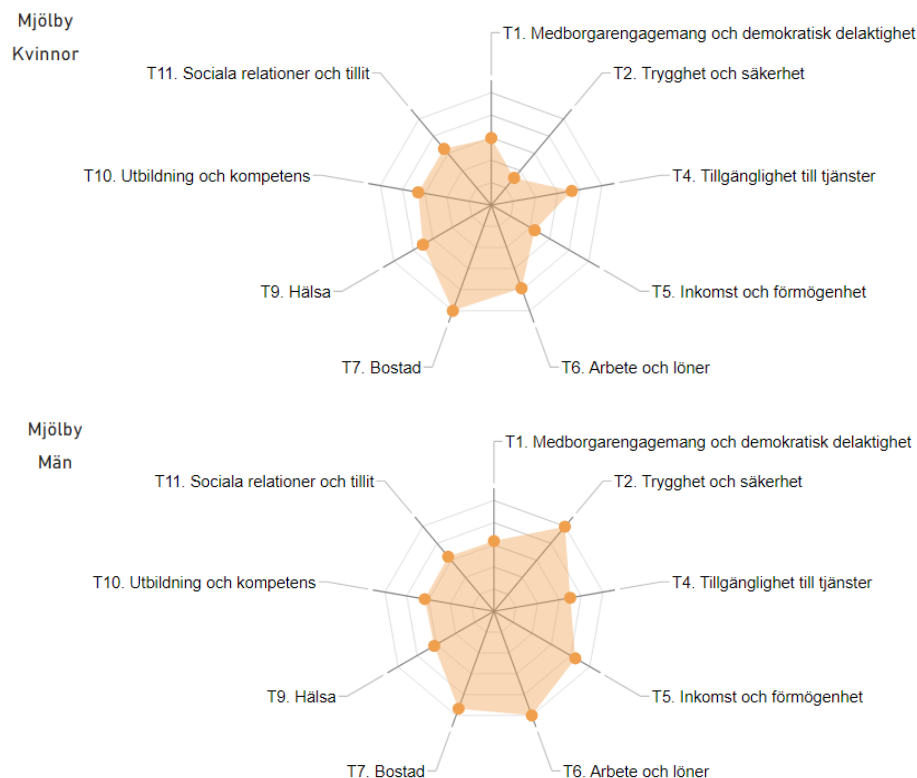 Mjölby
Kvinnor
T1. Medborgarengagemang och demokratisk delaktighet
T11. Sociala relationer och tillit
T2. Trygghet och säkerhet
T10. Utbildning och kompetens
T4. Tillgänglighet till tjänster
T9. Hälsa
T5. Inkomst och förmögenhet
T7. Bostad
T6. Arbete och löner
Mjölby
Män
T1. Medborgarengagemang och demokratisk delaktighet
T11. Sociala relationer och tillit
T2. Trygghet och säkerhet
T10. Utbildning och kompetens
T4. Tillgänglighet till tjänster
T9. Hälsa
T5. Inkomst och förmögenhet
T7. Bostad
T6. Arbete och löner